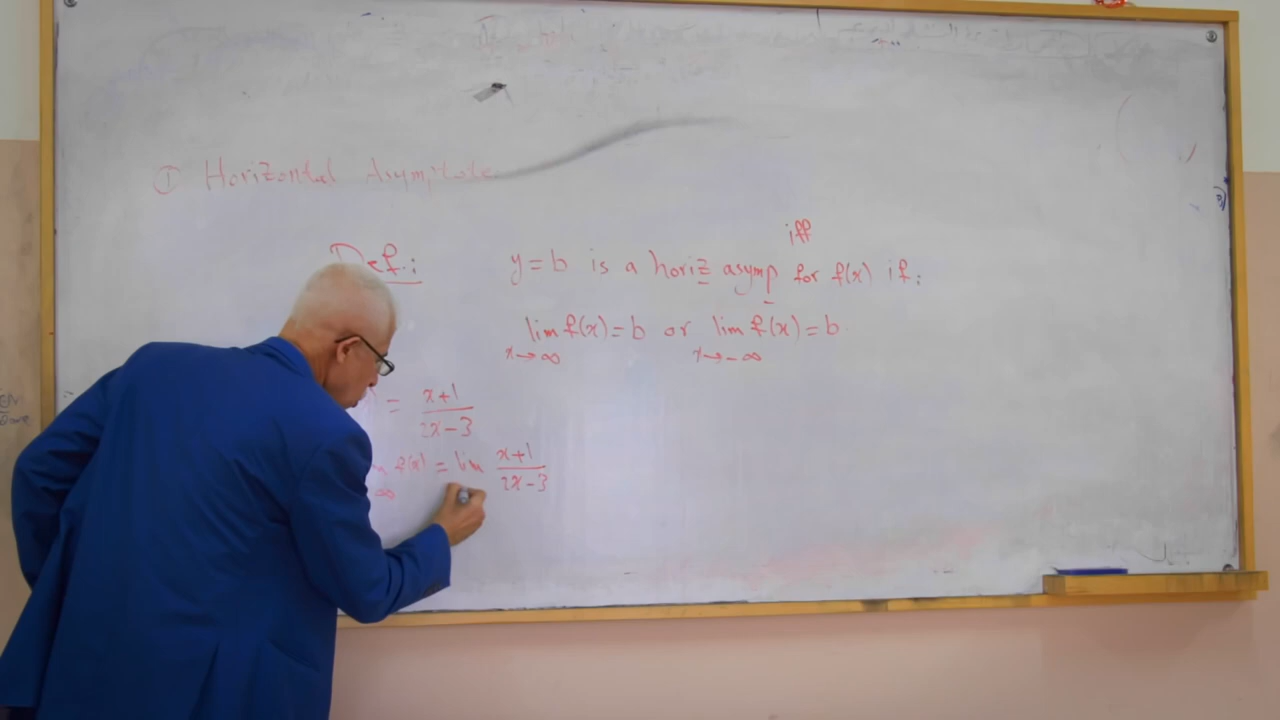 ① Horizontal Asymptote
iff
Def.: y = b is a horiz asymp for f(x) if:
lim f(x) = b or lim f(x) = b
x→∞ x→-∞
= x+1
2x-3
f(x) = lim x+1
2x-3
∞